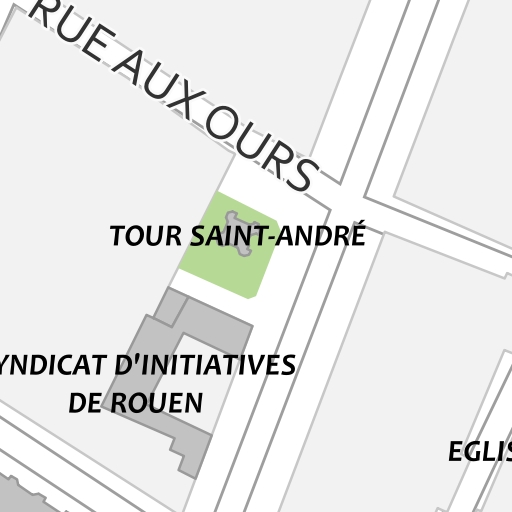 RUE AUX OURS
TOUR SAINT-ANDRÉ
YNDICAT D'INITIATIVES
DE ROUEN
EGLIS